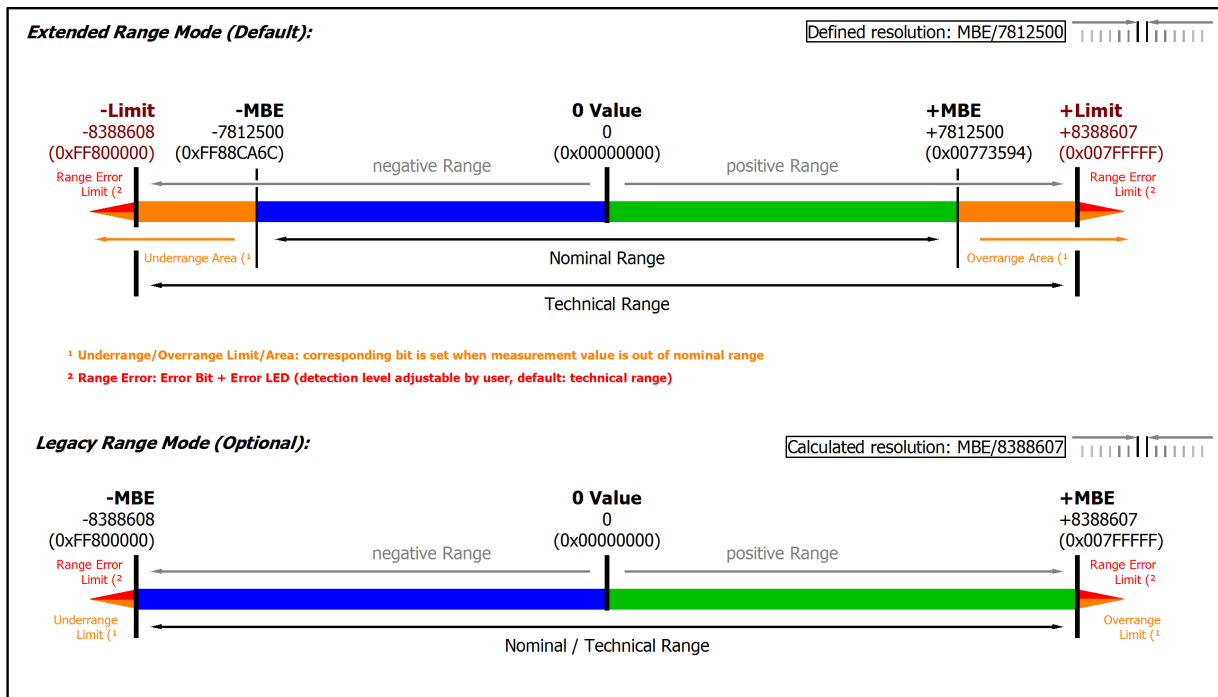 Extended Range Mode (Default):
Defined resolution: MBE/7812500
-Limit
-8388608
(0xFF800000)
-MBE
-7812500
(0xFF88CA6C)
0 Value
0
(0x00000000)
+MBE
+7812500
(0x00773594)
+Limit
+8388607
(0x007FFFFF)
negative Range
positive Range
Range Error
Limit (²
Range Error
Limit (²
Underrange Area (¹
Nominal Range
Overrange Area (¹
Technical Range
¹ Underrange/Overrange Limit/Area: corresponding bit is set when measurement value is out of nominal range
² Range Error: Error Bit + Error LED (detection level adjustable by user, default: technical range)
Legacy Range Mode (Optional):
Calculated resolution: MBE/8388607
-MBE
-8388608
(0xFF800000)
0 Value
0
(0x00000000)
+MBE
+8388607
(0x007FFFFF)
negative Range
positive Range
Range Error
Limit (²
Range Error
Limit (²
Underrange
Limit (¹
Overrange
Limit (¹
Nominal / Technical Range